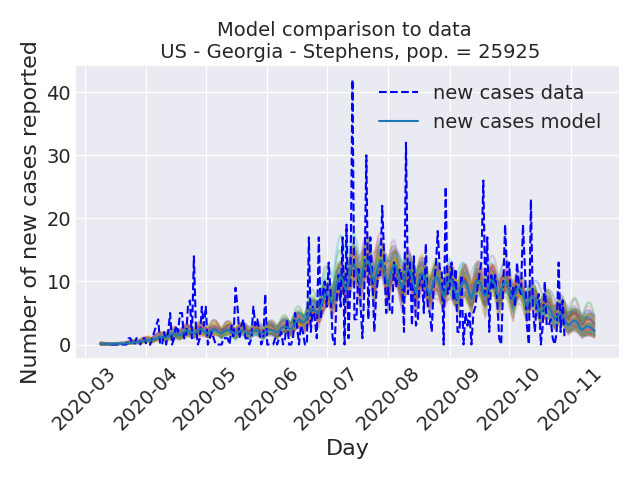 Model comparison to data
US - Georgia - Stephens, pop. = 25925
new cases data
new cases model
Number of new cases reported
40
30
20
10
0
2020-03
2020-04
2020-05
2020-06
2020-07
2020-08
2020-09
2020-10
2020-11
Day